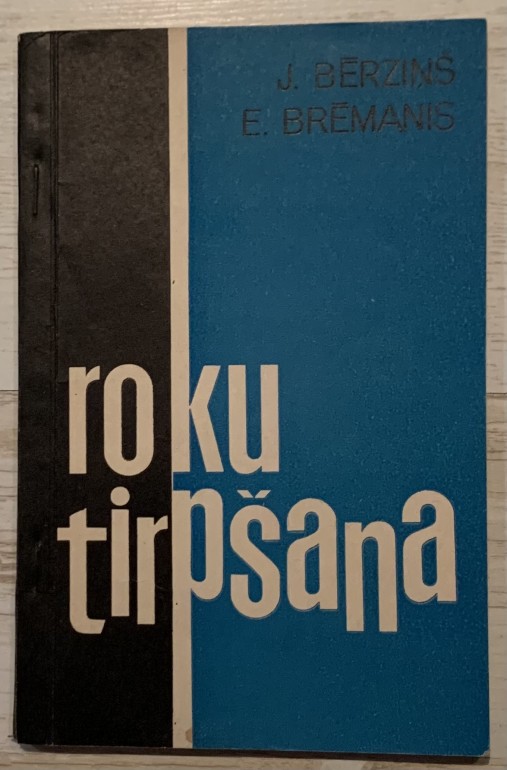 J. BĒRZIŅŠ
E. BRĒMANIS
roku
tirpšana